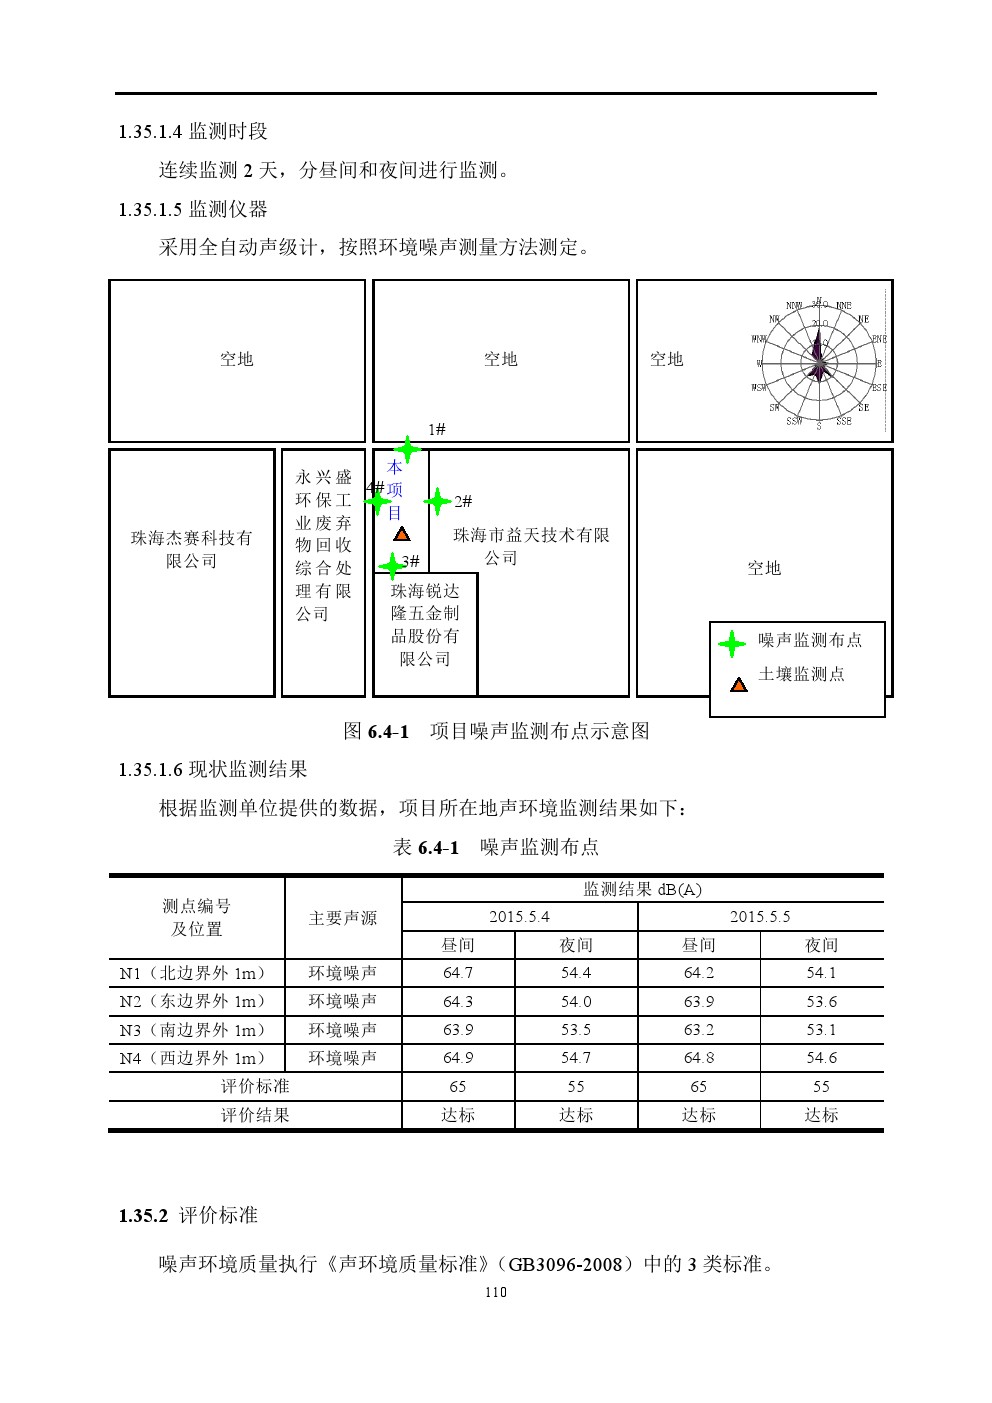 1.35.1.4 监测时段
连续监测 2 天，分昼间和夜间进行监测。
1.35.1.5 监测仪器
采用全自动声级计，按照环境噪声测量方法测定。
空地
空地
空地
N
NNE
NE
ENE
E
ESE
SE
SSE
S
SSW
SW
WSW
W
WNW
NW
NNW
30.0
20.0
1#
珠海杰赛科技有
限公司
永兴盛
环保工
业废弃
物回收
综合处
理有限
公司
4#
本
项
目
2#
3#
珠海市益天技术有限
公司
珠海锐达
隆五金制
品股份有
限公司
空地
噪声监测布点
土壤监测点
图 6.4-1 项目噪声监测布点示意图
1.35.1.6 现状监测结果
根据监测单位提供的数据，项目所在地声环境监测结果如下：
表 6.4-1 噪声监测布点
测点编号
及位置 主要声源 监测结果 dB(A)
2015.5.4 2015.5.5
昼间 夜间 昼间 夜间
N1（北边界外 1m） 环境噪声 64.7 54.4 64.2 54.1
N2（东边界外 1m） 环境噪声 64.3 54.0 63.9 53.6
N3（南边界外 1m） 环境噪声 63.9 53.5 63.2 53.1
N4（西边界外 1m） 环境噪声 64.9 54.7 64.8 54.6
评价标准 65 55 65 55
评价结果 达标 达标 达标 达标
1.35.2 评价标准
噪声环境质量执行《声环境质量标准》（GB3096-2008）中的 3 类标准。
110